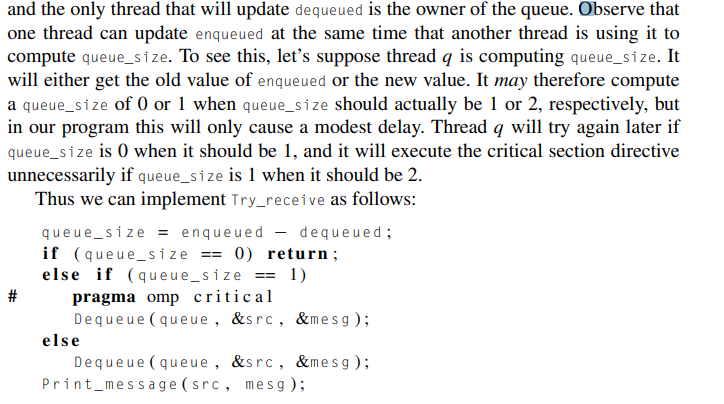 and the only thread that will update dequeued is the owner of the queue. Observe that
one thread can update enqueued at the same time that another thread is using it to
compute queue_size. To see this, let's suppose thread q is computing queue_size. It
will either get the old value of enqueued or the new value. It may therefore compute
a queue_size of 0 or 1 when queue_size should actually be 1 or 2, respectively, but
in our program this will only cause a modest delay. Thread q will try again later if
queue_size is 0 when it should be 1, and it will execute the critical section directive
unnecessarily if queue_size is 1 when it should be 2.
Thus we can implement Try_receive as follows:
queue_size = enqueued − dequeued;
if (queue_size == 0) return;
else if (queue_size == 1)
# pragma omp critical
Dequeue(queue, &src, &mesg);
else
Dequeue(queue, &src, &mesg);
Print_message(src, mesg);